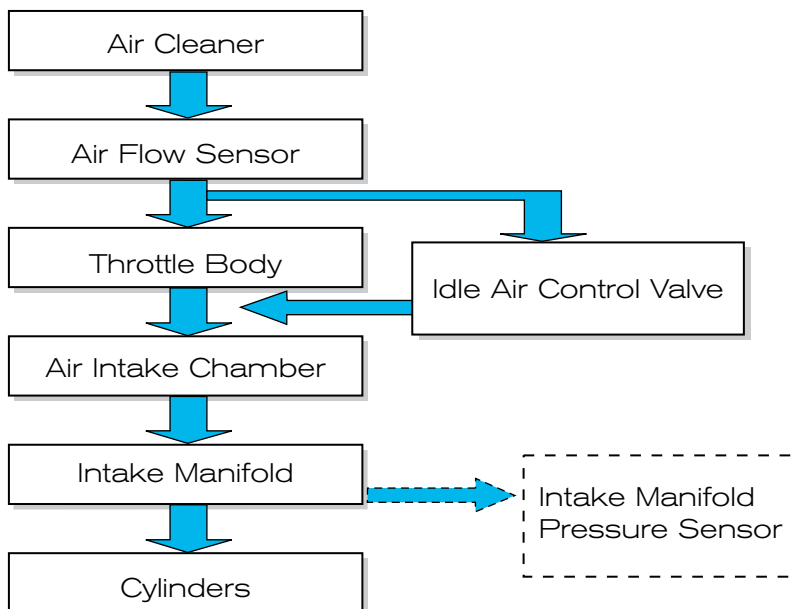 Air Cleaner
Air Flow Sensor
Throttle Body
Idle Air Control Valve
Air Intake Chamber
Intake Manifold
Intake Manifold
Pressure Sensor
Cylinders